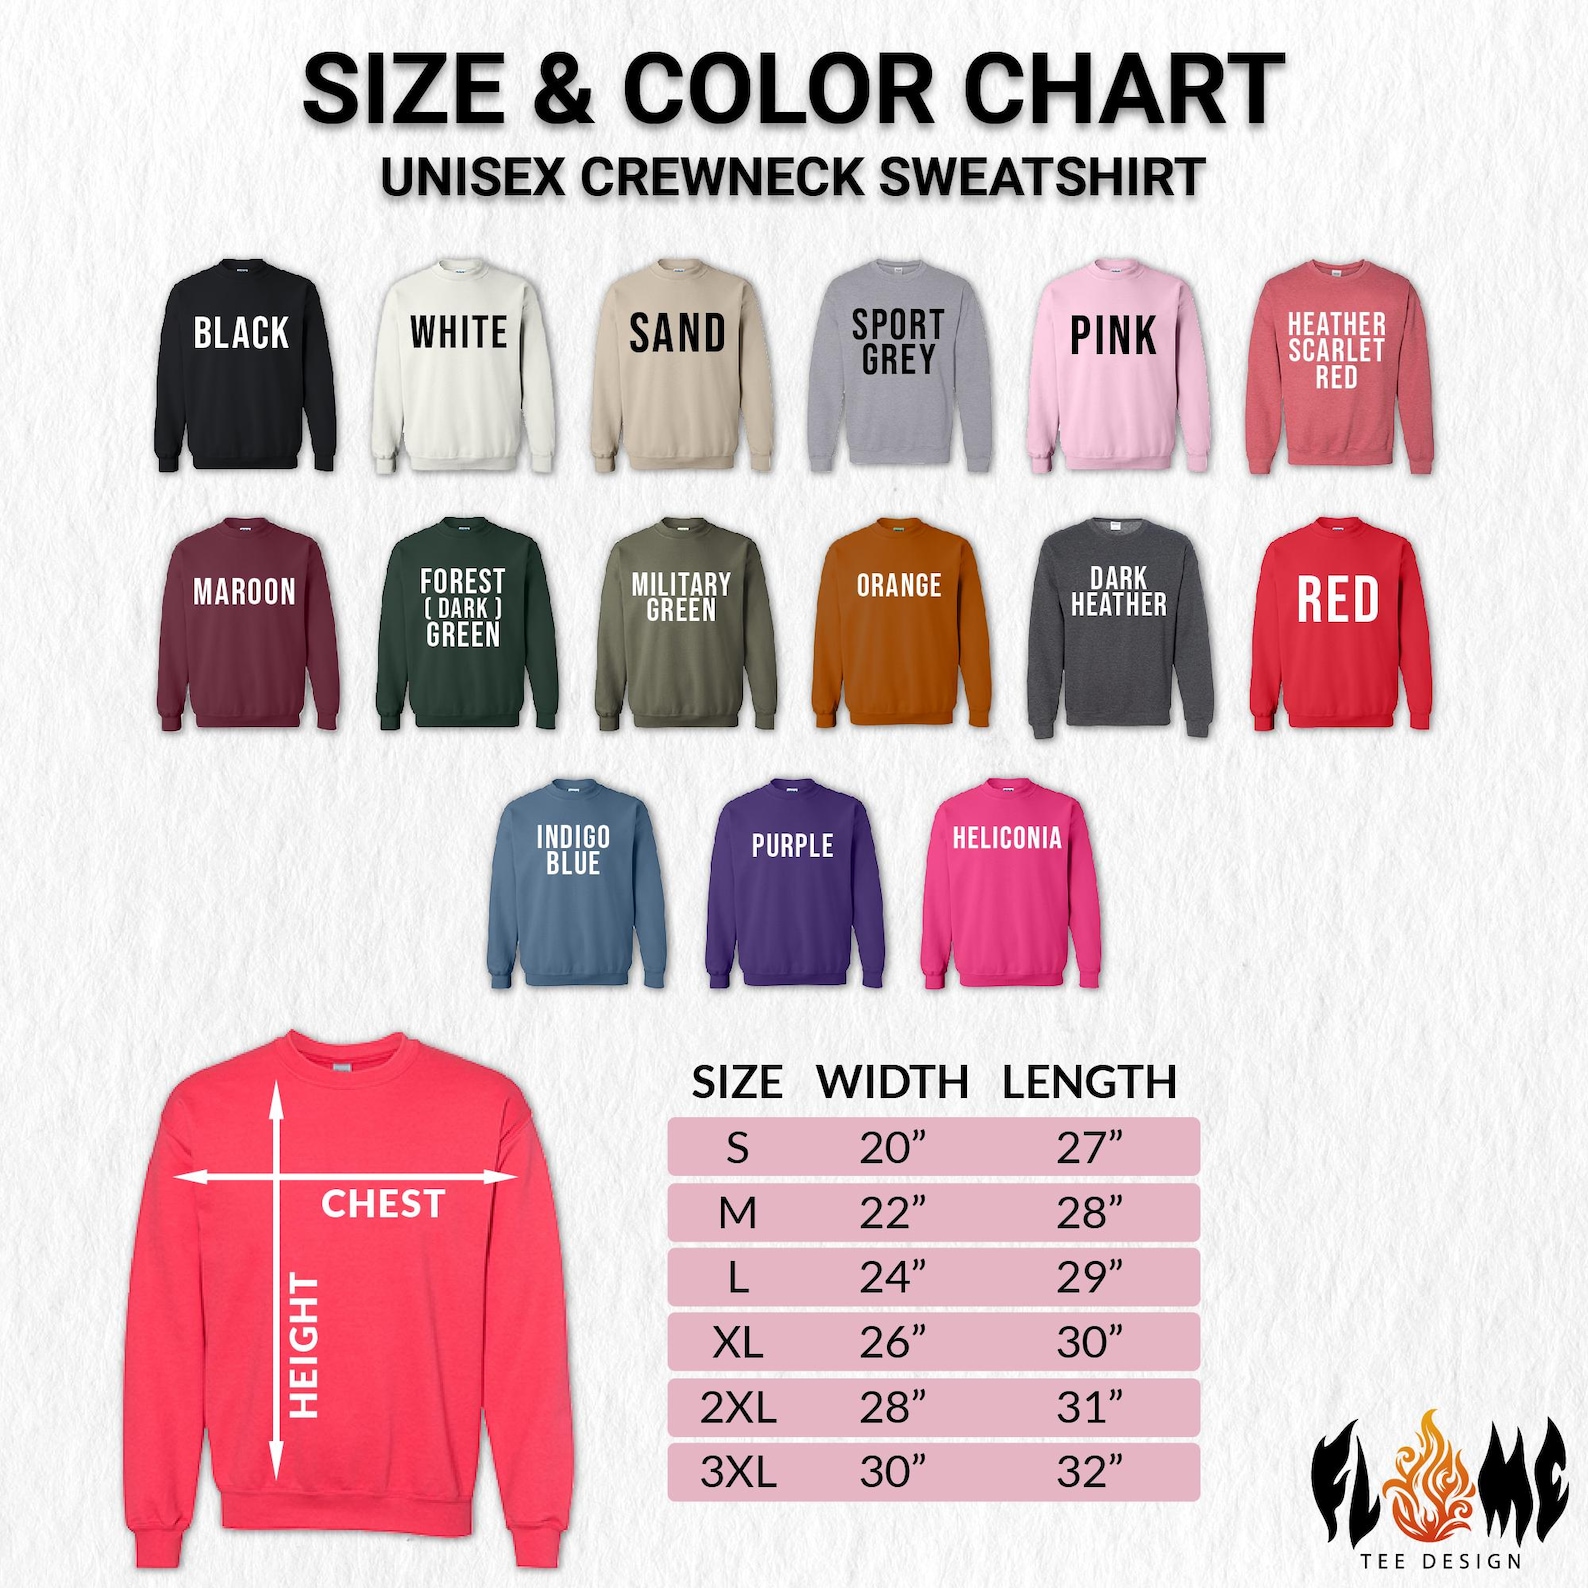 SIZE & COLOR CHART
UNISEX CREWNECK SWEATSHIRT
BLACK
WHITE
SAND
SPORT
GREY
PINK
HEATHER
SCARLET
RED
MAROON
FOREST
( DARK )
GREEN
MILITARY
GREEN
ORANGE
DARK
HEATHER
RED
INDIGO
BLUE
PURPLE
HELICONIA
CHEST
HEIGHT
SIZE WIDTH LENGTH
S 20” 27”
M 22” 28”
L 24” 29”
XL 26” 30”
2XL 28” 31”
3XL 30” 32”
FLAME
TEE DESIGN